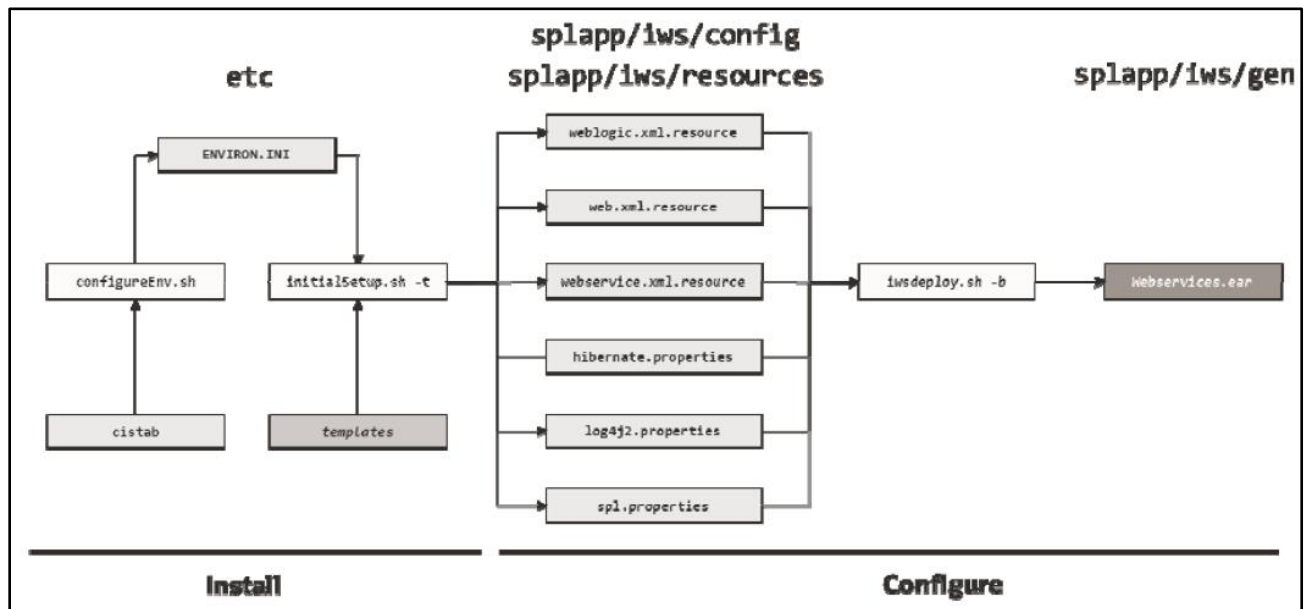 etc
splapp/iws/config
splapp/iws/resources
splapp/iws/gen
ENVIRON.INI
configureEnv.sh
initialSetup.sh -t
cistab
templates
weblogic.xml.resource
web.xml.resource
webservice.xml.resource
hibernate.properties
log4j2.properties
spl.properties
iwsdeploy.sh -b
Webservices.ear
Install
Configure